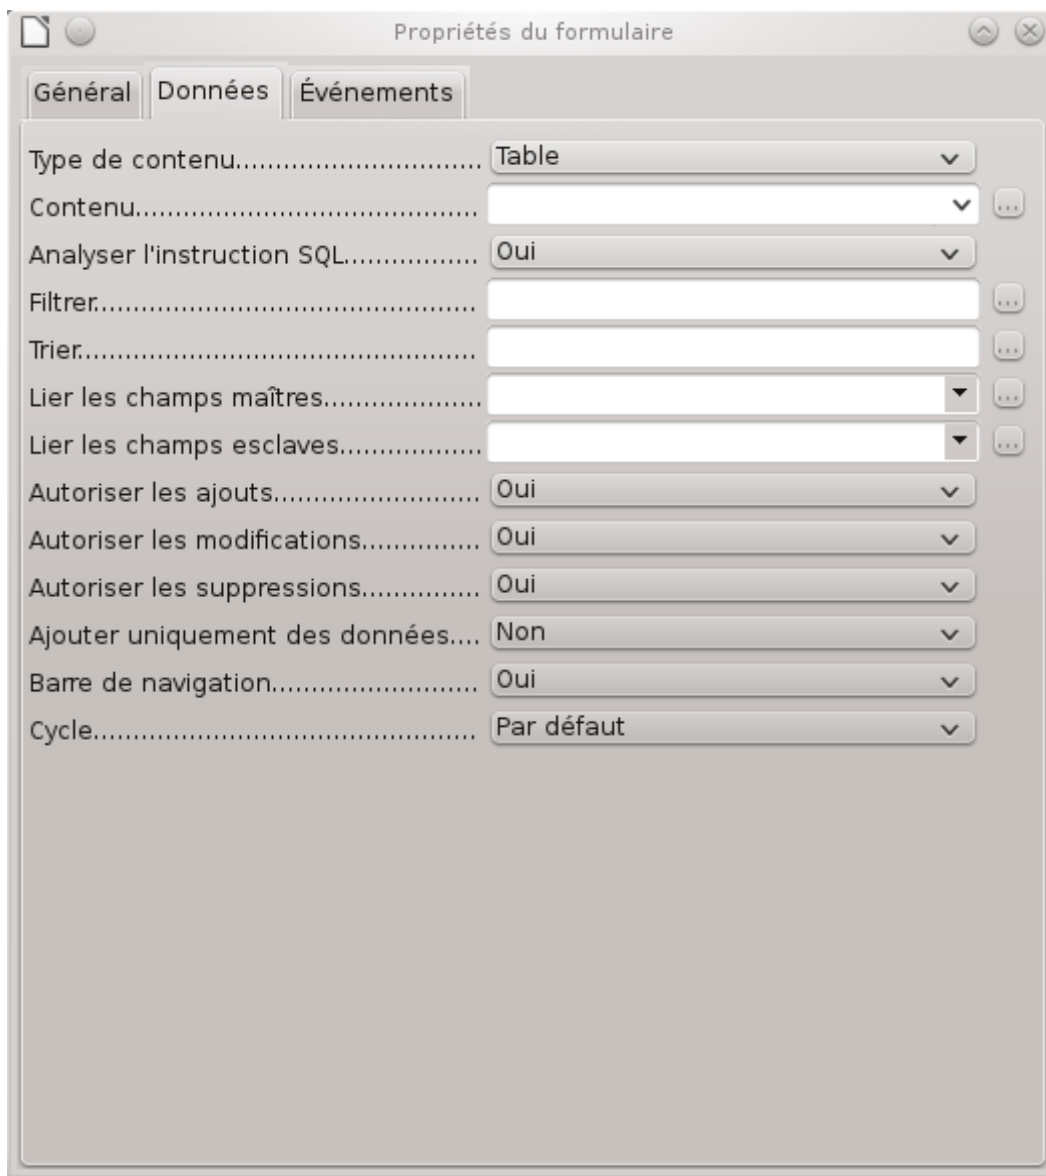 Propriétés du formulaire
Général Données Événements
Type de contenu............................... Table
Contenu........................................... ...
Analyser l'instruction SQL................. Oui
Filtrer................................................ ...
Trier.................................................. ...
Lier les champs maîtres.................... ...
Lier les champs esclaves.................. ...
Autoriser les ajouts.......................... Oui
Autoriser les modifications............... Oui
Autoriser les suppressions............... Oui
Ajouter uniquement des données.... Non
Barre de navigation.......................... Oui
Cycle................................................ Par défaut